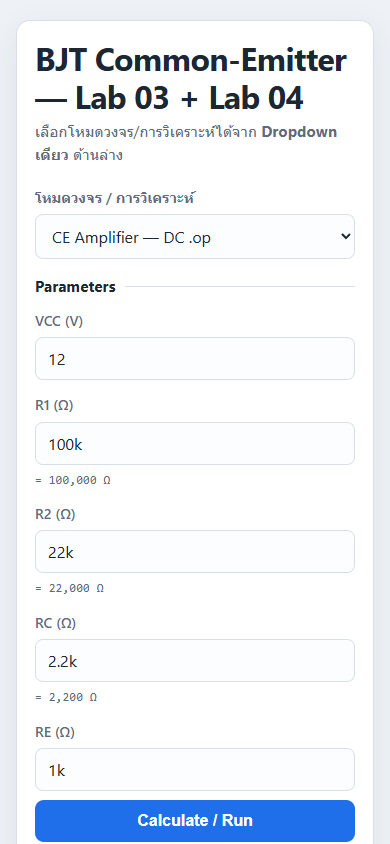 BJT Common-Emitter
— Lab 03 + Lab 04
เลือกโหมดวงจร/การวิเคราะห์ได้จาก Dropdown
เดียว ด้านล่าง
โหมดวงจร / การวิเคราะห์
CE Amplifier — DC .op
Parameters
VCC (V)
12
R1 (Ω)
100k
= 100,000 Ω
R2 (Ω)
22k
= 22,000 Ω
RC (Ω)
2.2k
= 2,200 Ω
RE (Ω)
1k
Calculate / Run